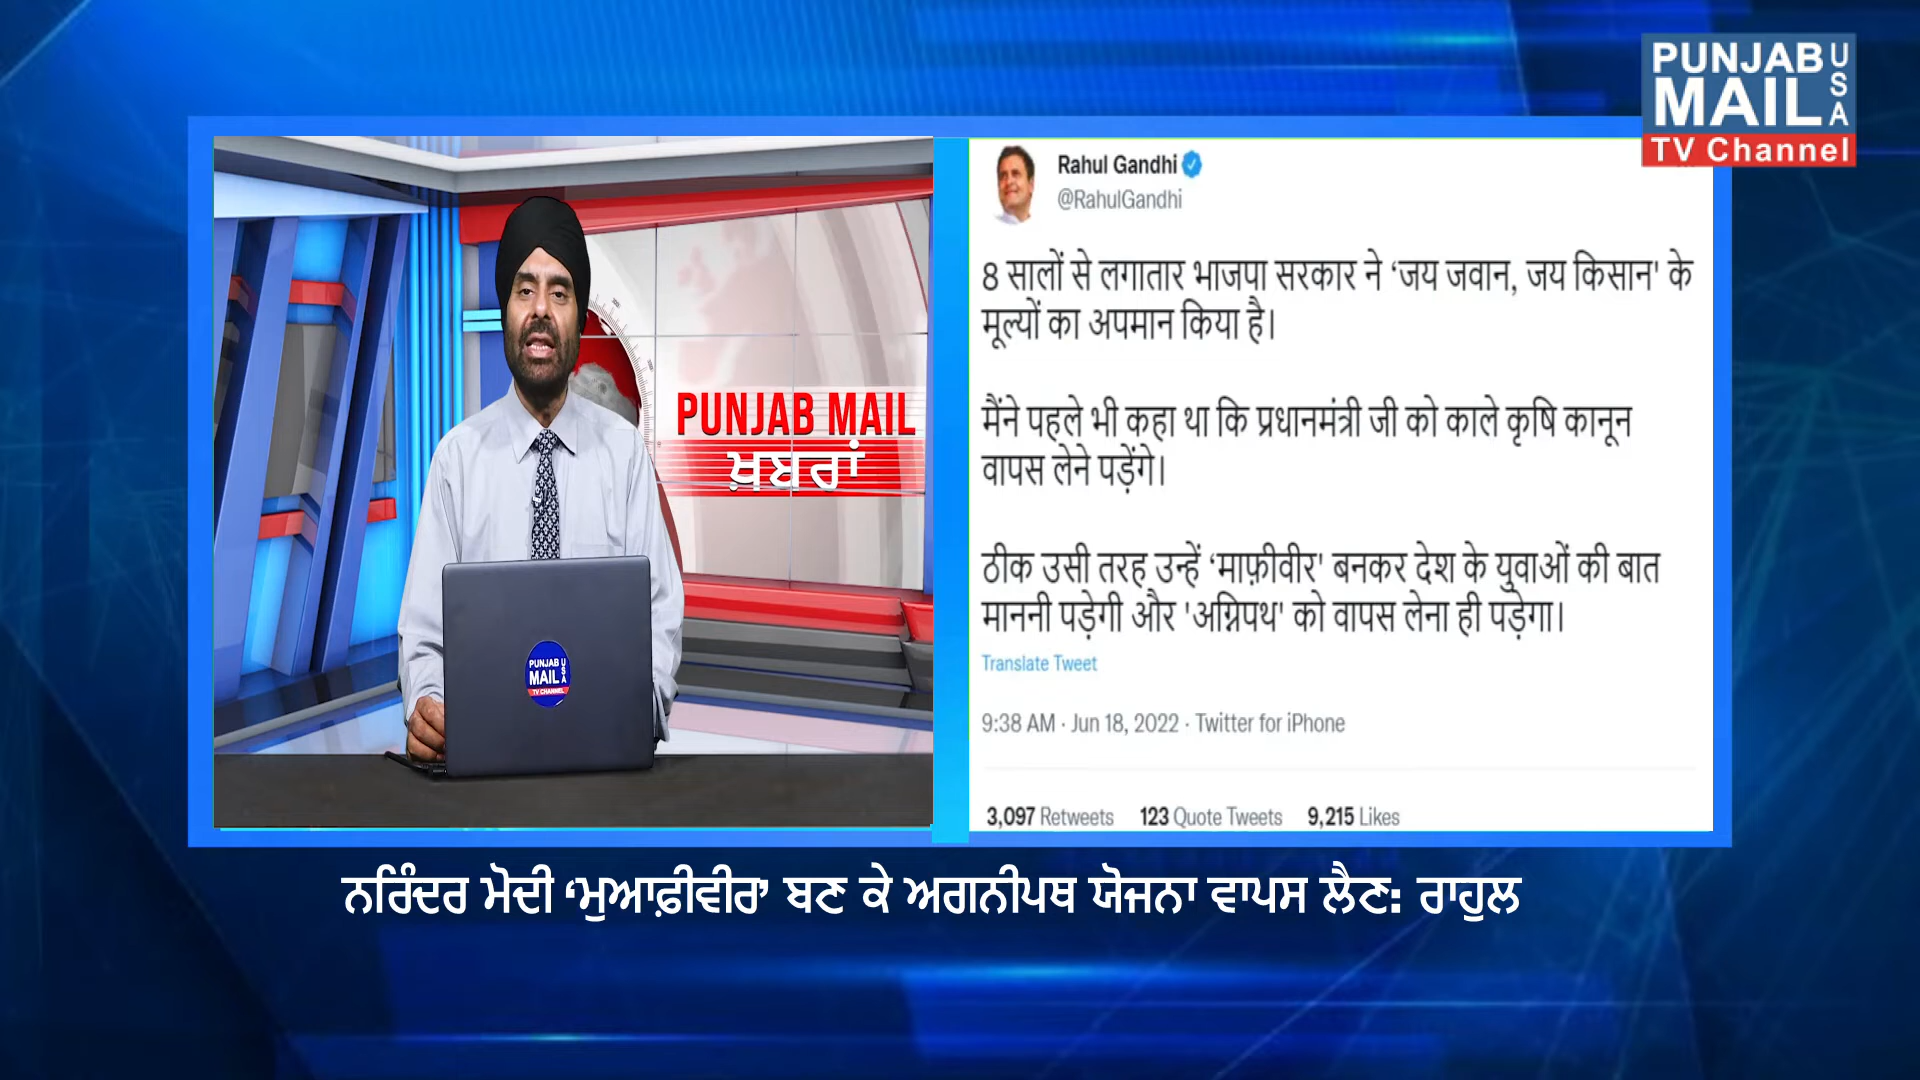 PUNJAB USA
MAIL
TV Channel
PUNJAB MAIL
ਖ਼ਬਰਾਂ
PUNJAB USA
MAIL
TV CHANNEL
Rahul Gandhi
@RahulGandhi
8 सालों से लगातार भाजपा सरकार ने ‘जय जवान, जय किसान' के
मूल्यों का अपमान किया है।
मैंने पहले भी कहा था कि प्रधानमंत्री जी को काले कृषि कानून
वापस लेने पड़ेंगे।
ठीक उसी तरह उन्हें ‘माफ़ीवीर' बनकर देश के युवाओं की बात
माननी पड़ेगी और 'अग्निपथ' को वापस लेना ही पड़ेगा।
Translate Tweet
9:38 AM · Jun 18, 2022 · Twitter for iPhone
3,097 Retweets 123 Quote Tweets 9,215 Likes
ਨਰਿੰਦਰ ਮੋਦੀ ‘ਮੁਆਫ਼ੀਵੀਰ’ ਬਣ ਕੇ ਅਗਨੀਪਥ ਯੋਜਨਾ ਵਾਪਸ ਲੈਣ: ਰਾਹੁਲ